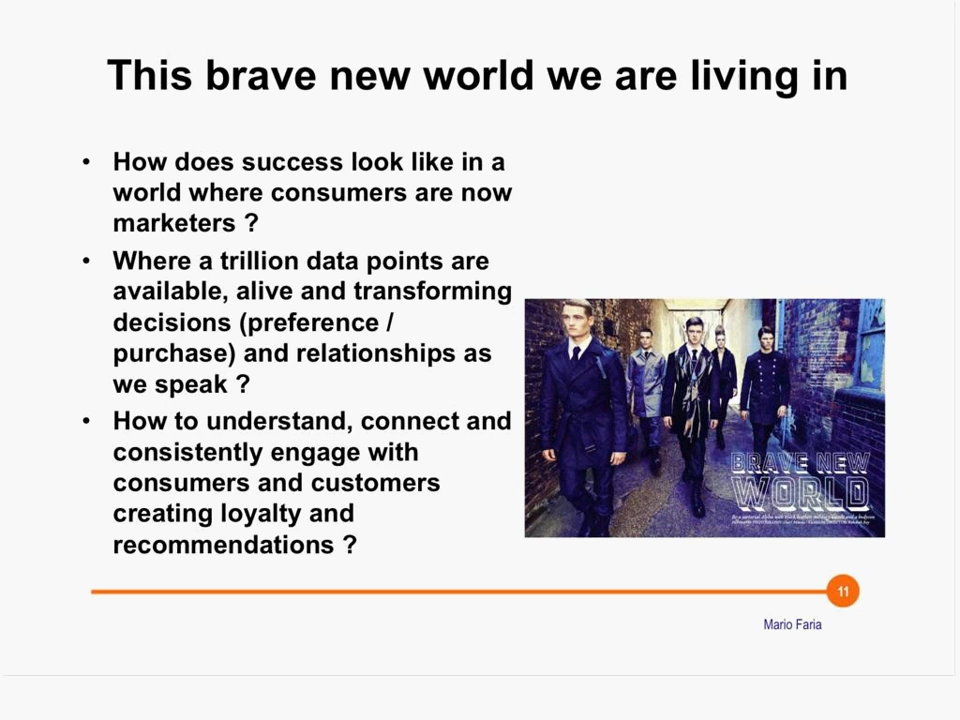 This brave new world we are living in
• How does success look like in a
world where consumers are now
marketers ?
• Where a trillion data points are
available, alive and transforming
decisions (preference /
purchase) and relationships as
we speak ?
• How to understand, connect and
consistently engage with
consumers and customers
creating loyalty and
recommendations ?
BRAVE NEW
WORLD
11
Mario Faria